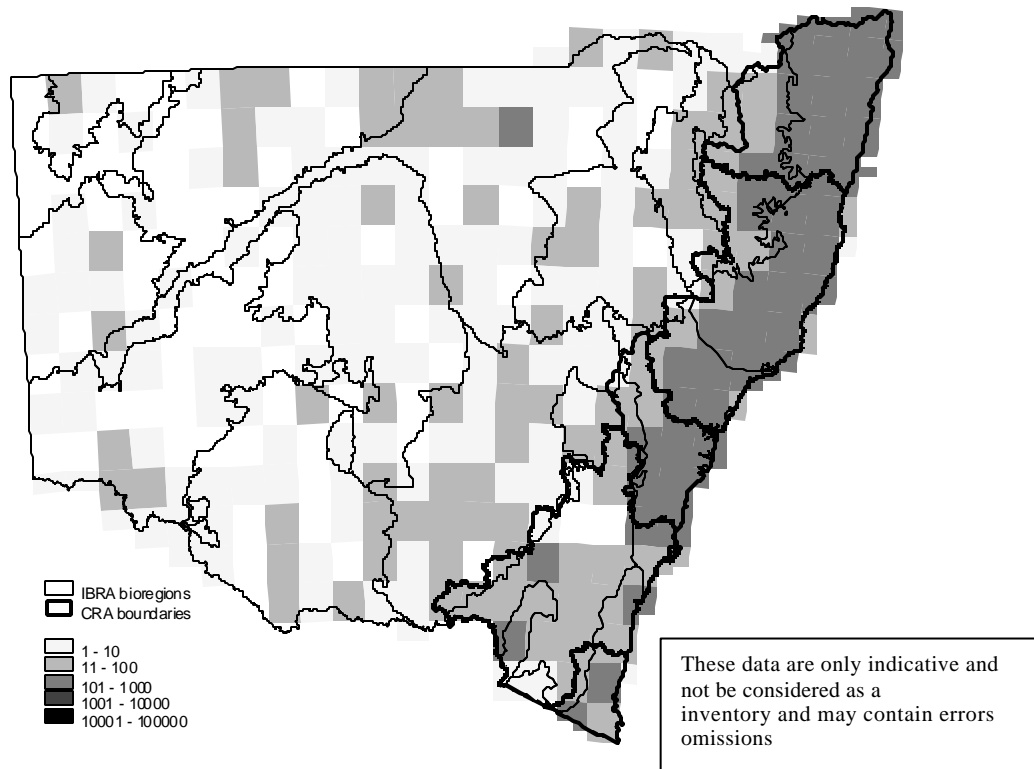 IBRA bioregions
CRA boundaries
1 - 10
11 - 100
101 - 1000
1001 - 10000
10001 - 100000
These data are only indicative and
not be considered as a
inventory and may contain errors
omissions